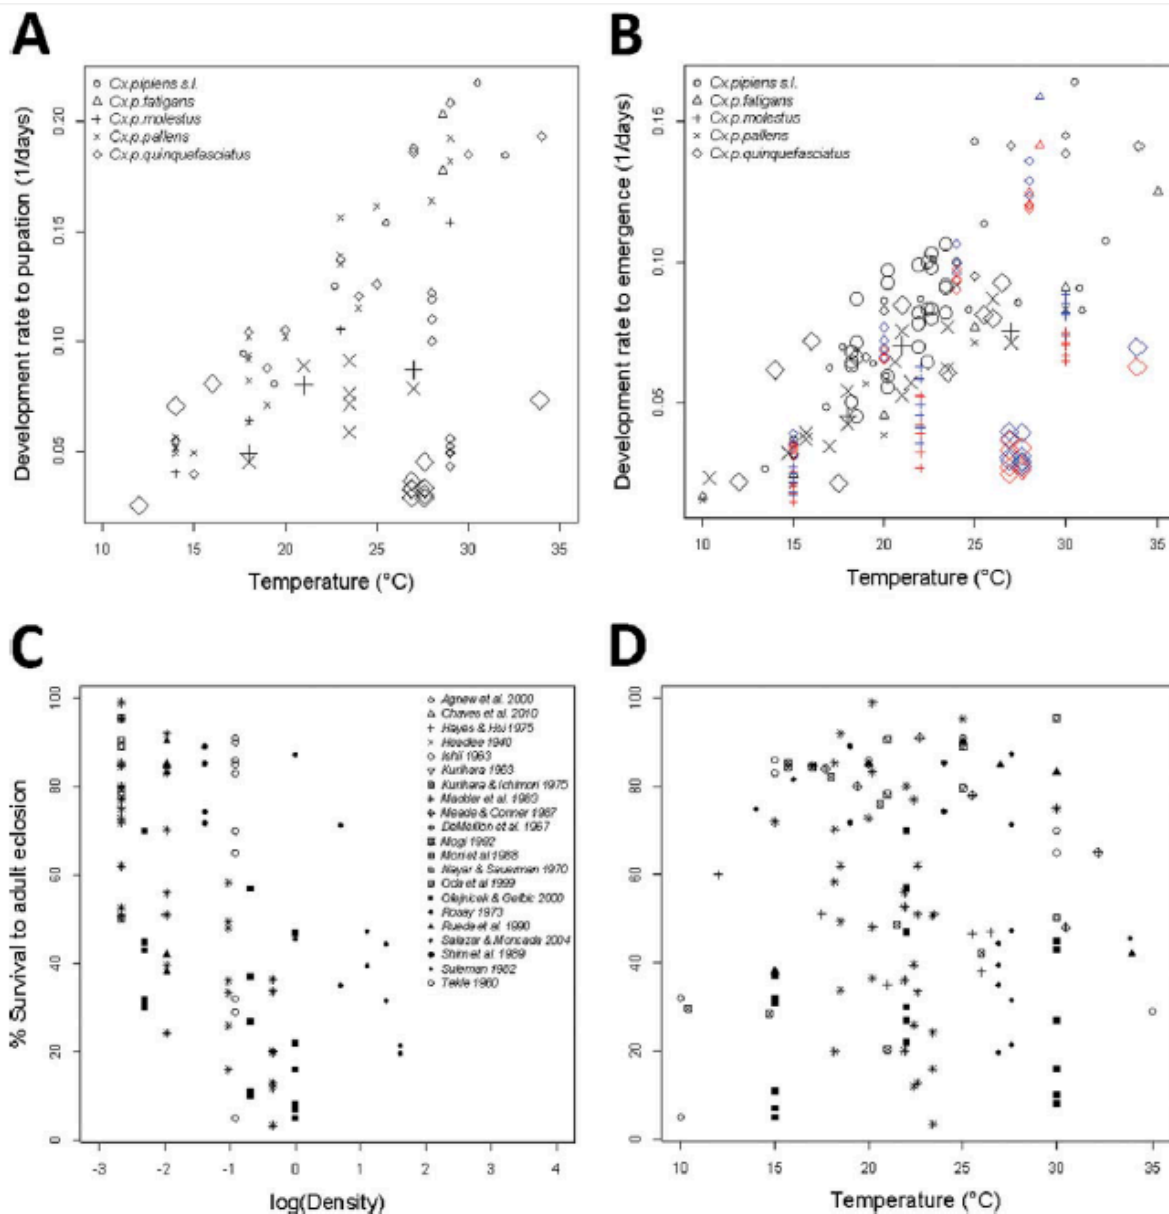 A
B
Cx.pipiens s.l.
Cx.p.fatigans
Cx.p.molestus
Cx.p.pallens
Cx.p.quinquefasciatus
Development rate to pupation (1/days)
0.05 0.10 0.15 0.20
10 15 20 25 30 35
Temperature (°C)
Cx.pipiens s.l.
Cx.p.fatigans
Cx.p.molestus
Cx.p.pallens
Cx.p.quinquefasciatus
Development rate to emergence (1/days)
0.05 0.10 0.15
10 15 20 25 30 35
Temperature (°C)
C
D
Agnew et al. 2000
Chaves et al. 2010
Hayes & Hsi 1975
Headlee 1940
Ishii 1963
Kurihara 1963
Kurihara & Ichimori 1975
Madder et al. 1983
Meade & Conner 1967
DeMeillon et al. 1967
Mogi 1992
Mori et al 1988
Nayar & Sauerman 1970
Oda et al 1999
Olejnicek & Gelbic 2000
Rosay 1973
Rueda et al. 1990
Salazar & Moncada 2004
Shim et al. 1989
Suleman 1982
Tekle 1960
% Survival to adult eclosion
0 20 40 60 80 100
-3 -2 -1 0 1 2 3 4
log(Density)
0 20 40 60 80 100
10 15 20 25 30 35
Temperature (°C)